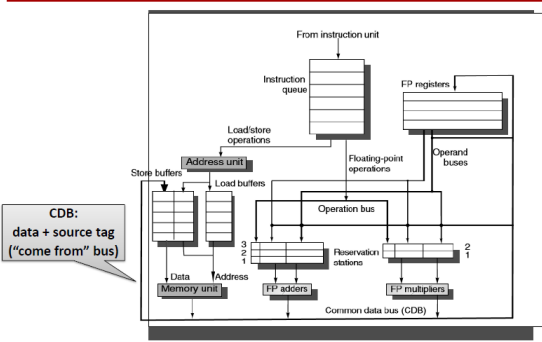 From instruction unit
Instruction
queue
FP registers
Load/store
operations
Address unit
Store buffers
Load buffers
Floating-point
operations
Operand
buses
Operation bus
CDB:
data + source tag
("come from" bus)
3
2
1
Reservation
stations
2
1
Data
Address
Memory unit
FP adders
FP multipliers
Common data bus (CDB)